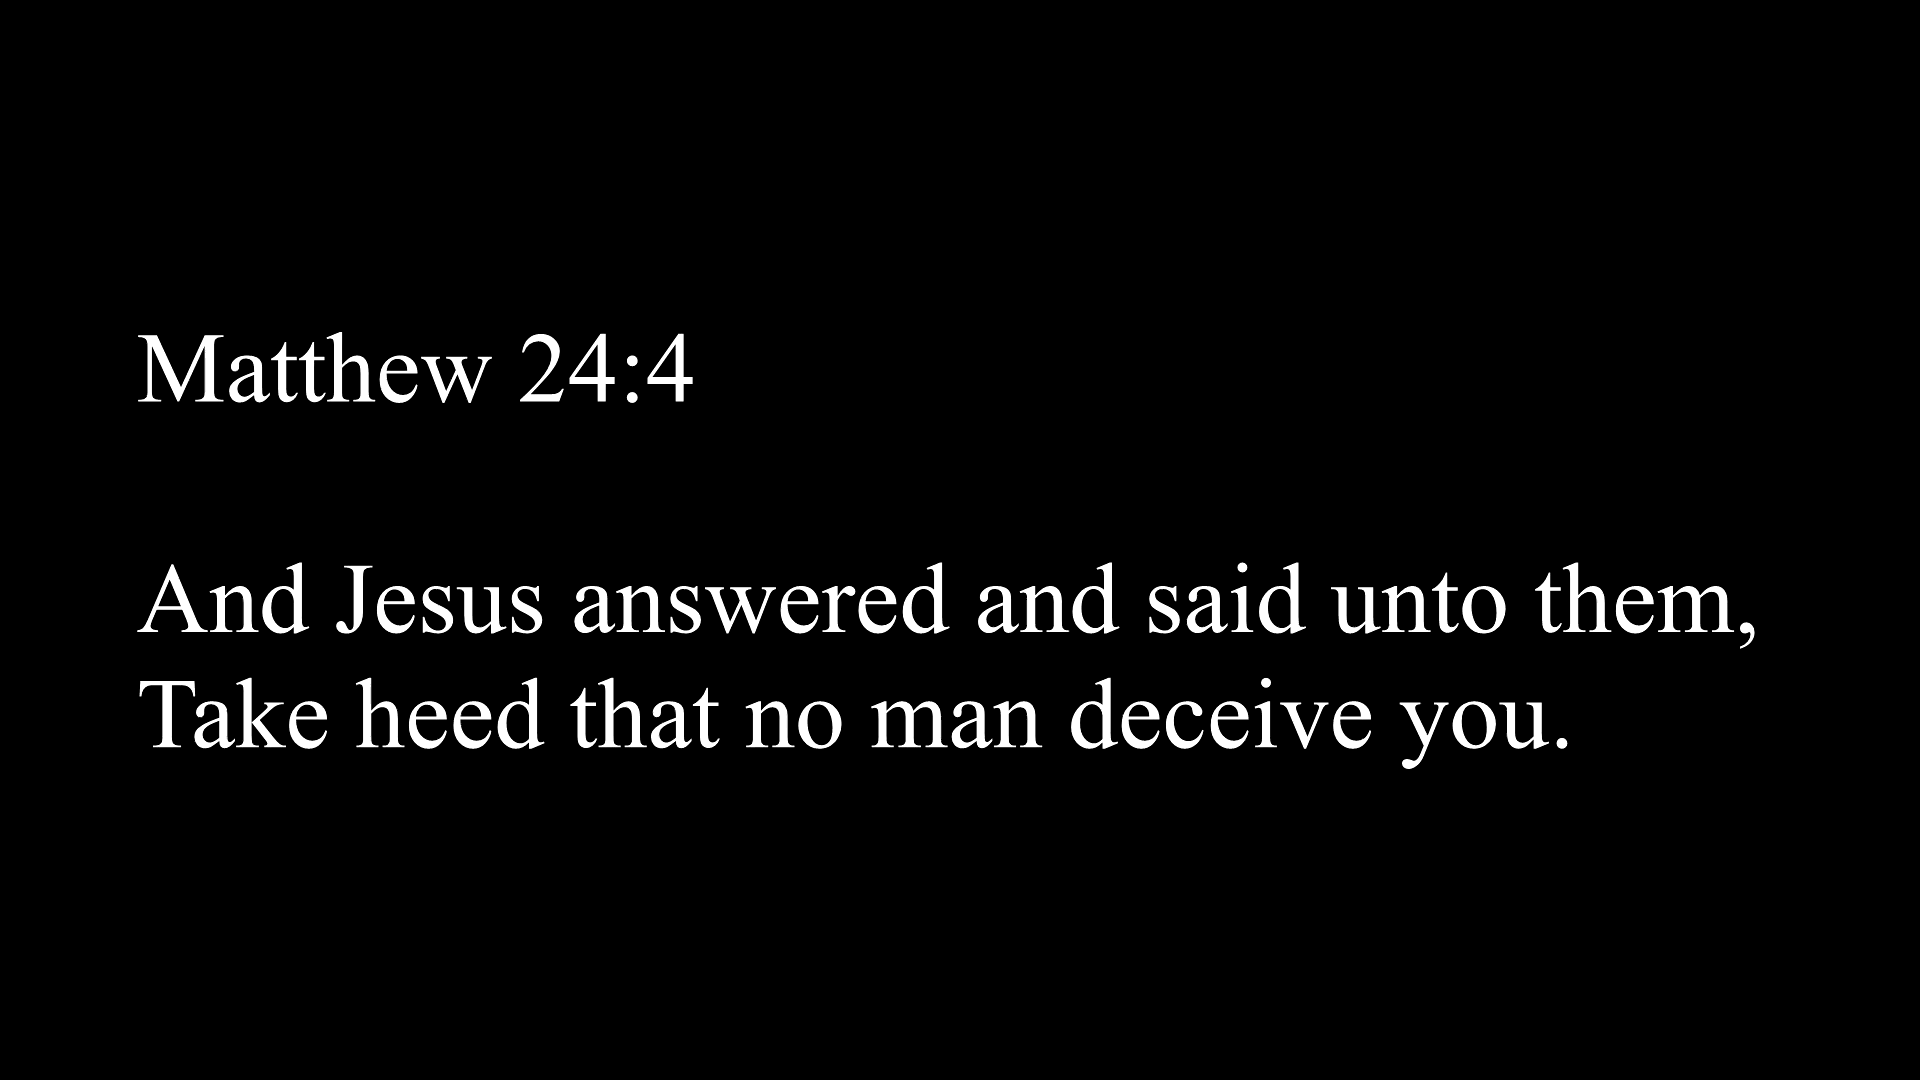 Matthew 24:4
And Jesus answered and said unto them,
Take heed that no man deceive you.